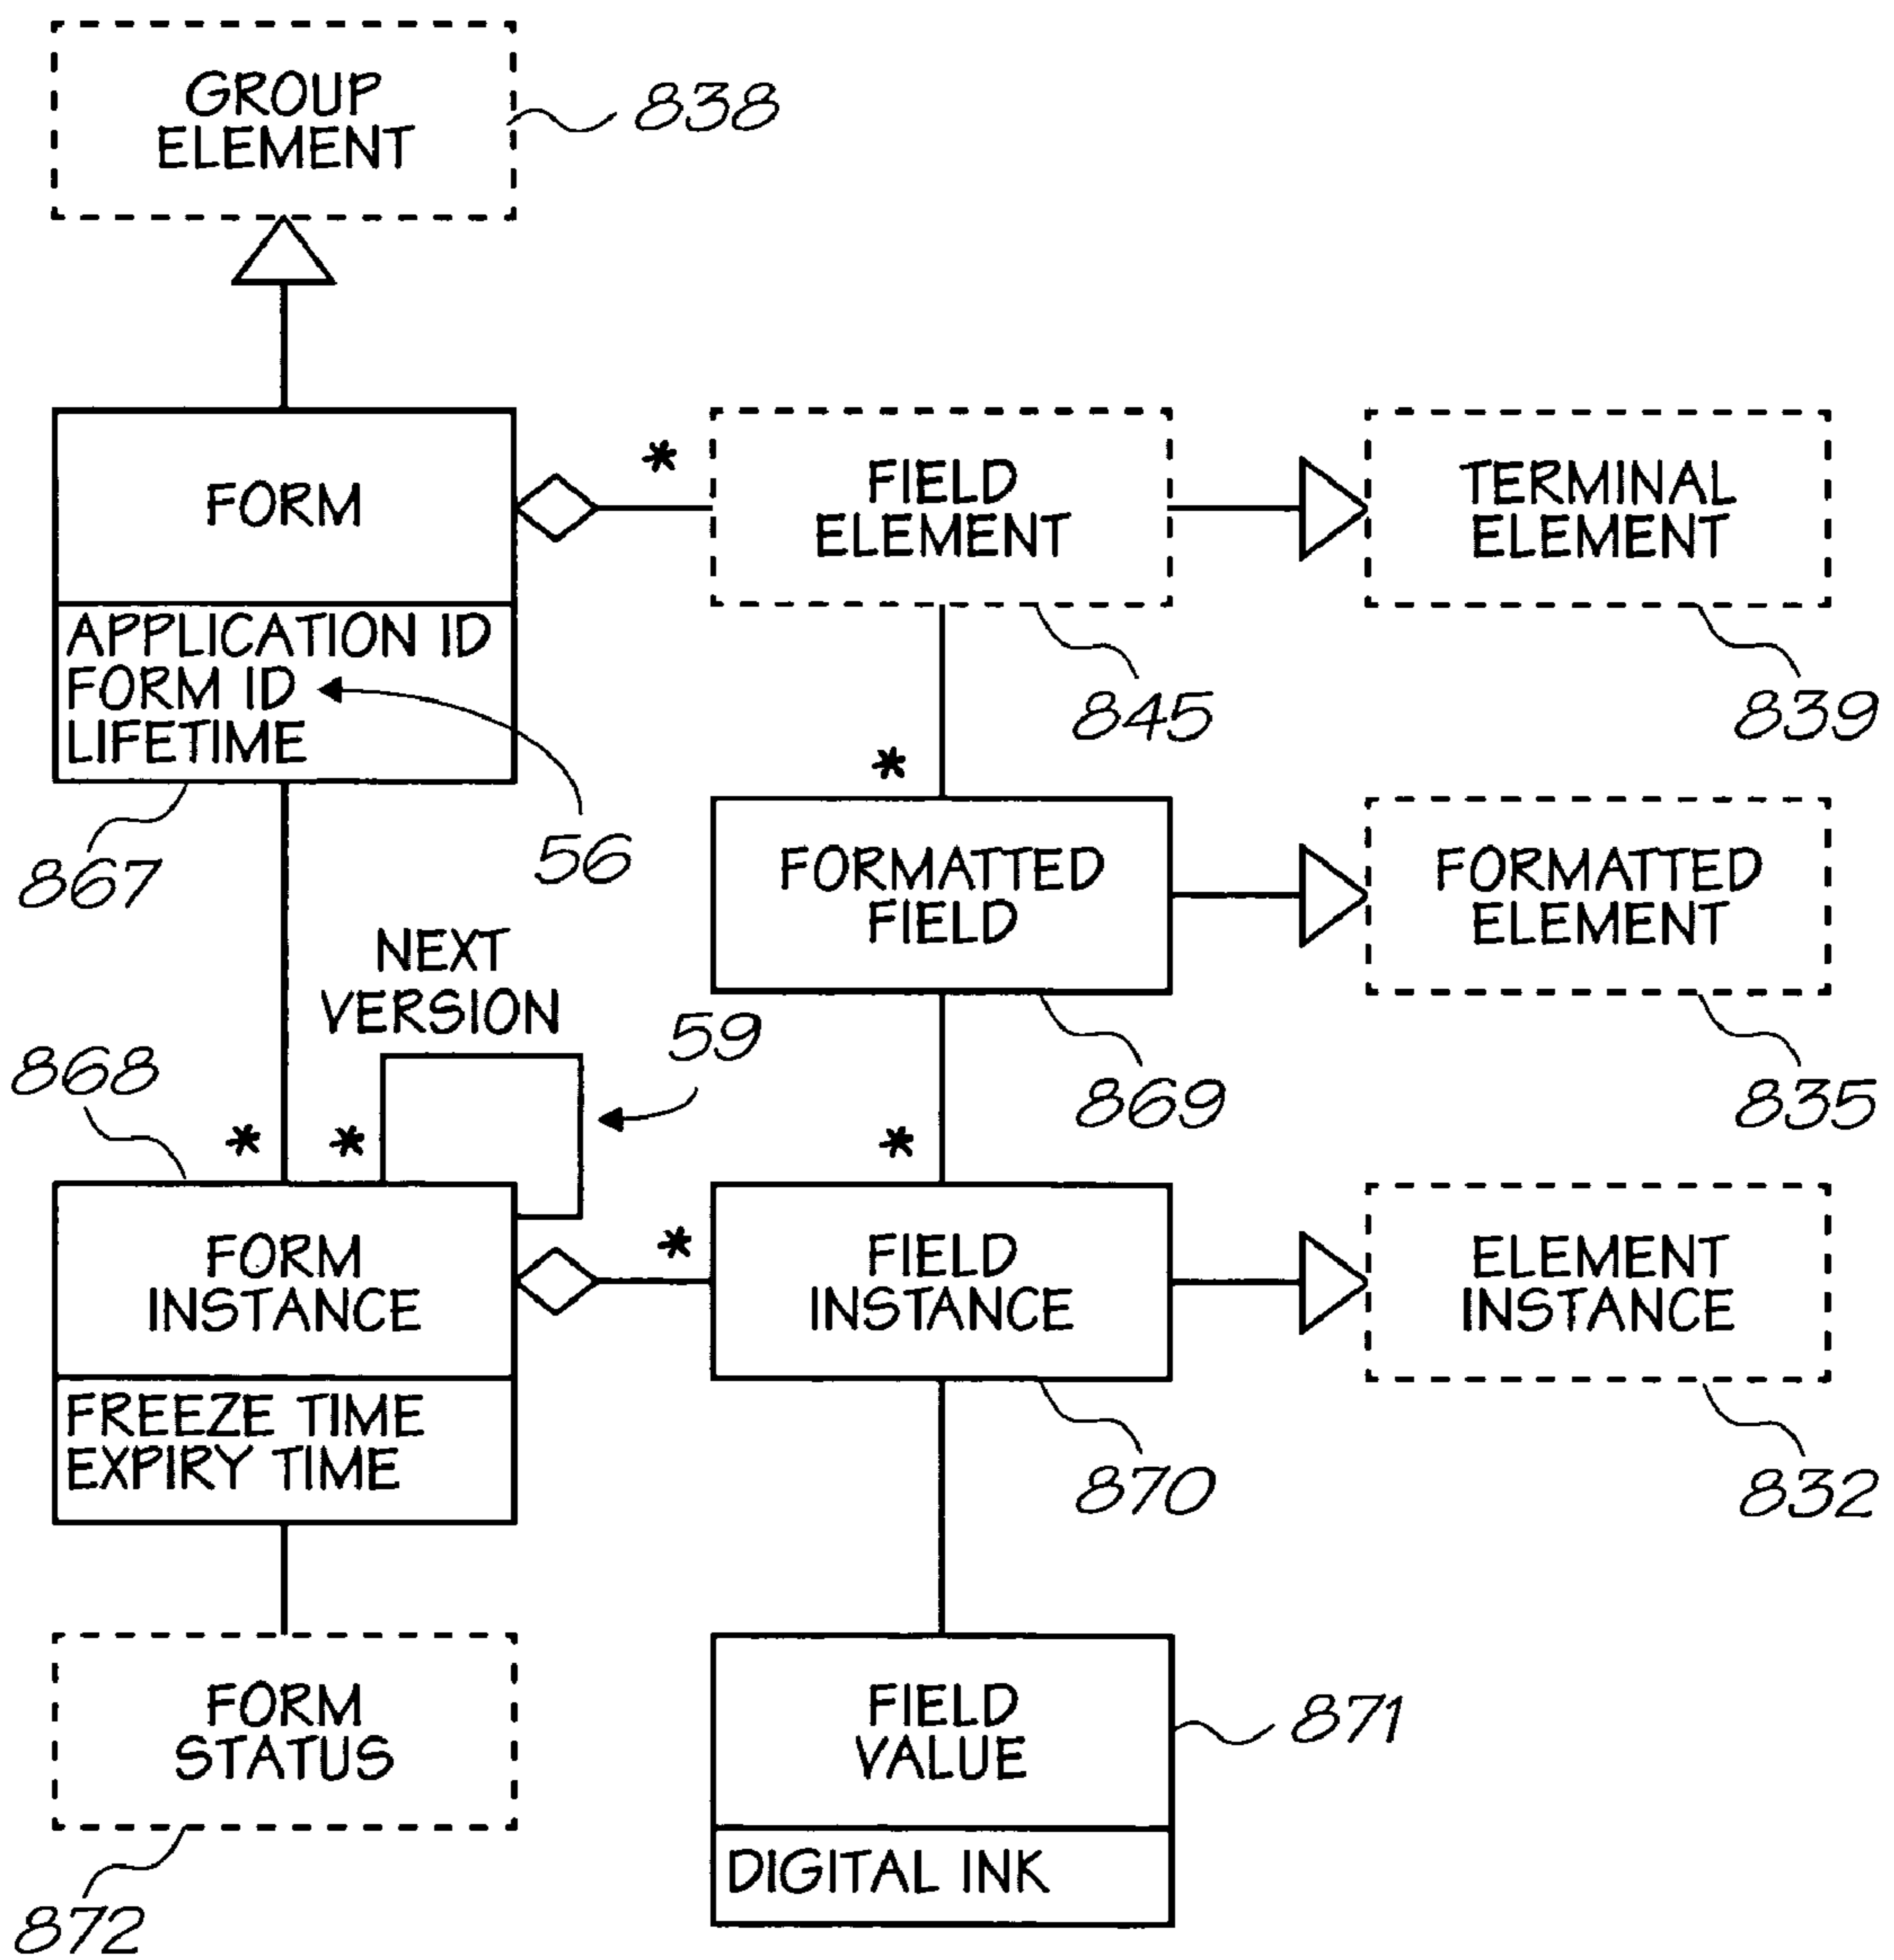 GROUP
ELEMENT
838
FORM
APPLICATION ID
FORM ID
LIFETIME
867
56
*
FIELD
ELEMENT
845
TERMINAL
ELEMENT
839
*
FORMATTED
FIELD
869
FORMATTED
ELEMENT
835
NEXT
VERSION
59
868
*
*
FORM
INSTANCE
FREEZE TIME
EXPIRY TIME
*
*
FIELD
INSTANCE
870
ELEMENT
INSTANCE
832
FORM
STATUS
872
FIELD
VALUE
DIGITAL INK
871